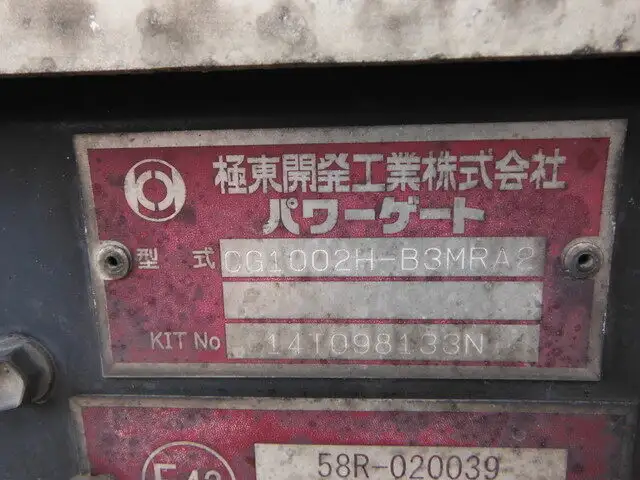 極東開発工業株式会社
パワーゲート
型 式 CG1002H-B3MRA2
KIT No 14T098133N
58R-020039